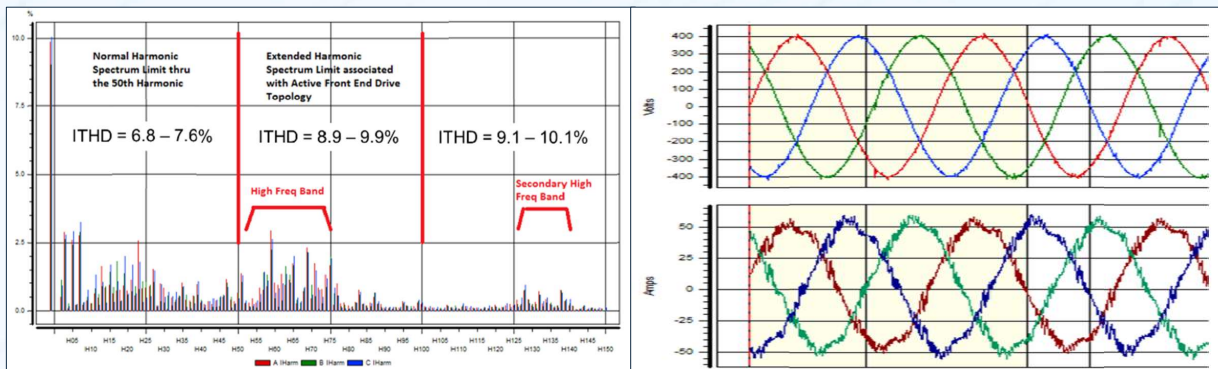 %
10.0
7.5
5.0
2.5
0.0
Normal Harmonic
Spectrum Limit thru
the 50th Harmonic
Extended Harmonic
Spectrum Limit associated
with Active Front End Drive
Topology
ITHD = 6.8 – 7.6%
ITHD = 8.9 – 9.9%
ITHD = 9.1 – 10.1%
High Freq Band
Secondary High
Freq Band
H05 H15 H25 H35 H45 H55 H65 H75 H85 H95 H105 H115 H125 H135 H145
H10 H20 H30 H40 H50 H60 H70 H80 H90 H100 H110 H120 H130 H140 H150
A IHarm B IHarm C IHarm
Volts
400
300
200
100
0
-100
-200
-300
-400
Amps
50
25
0
-25
-50